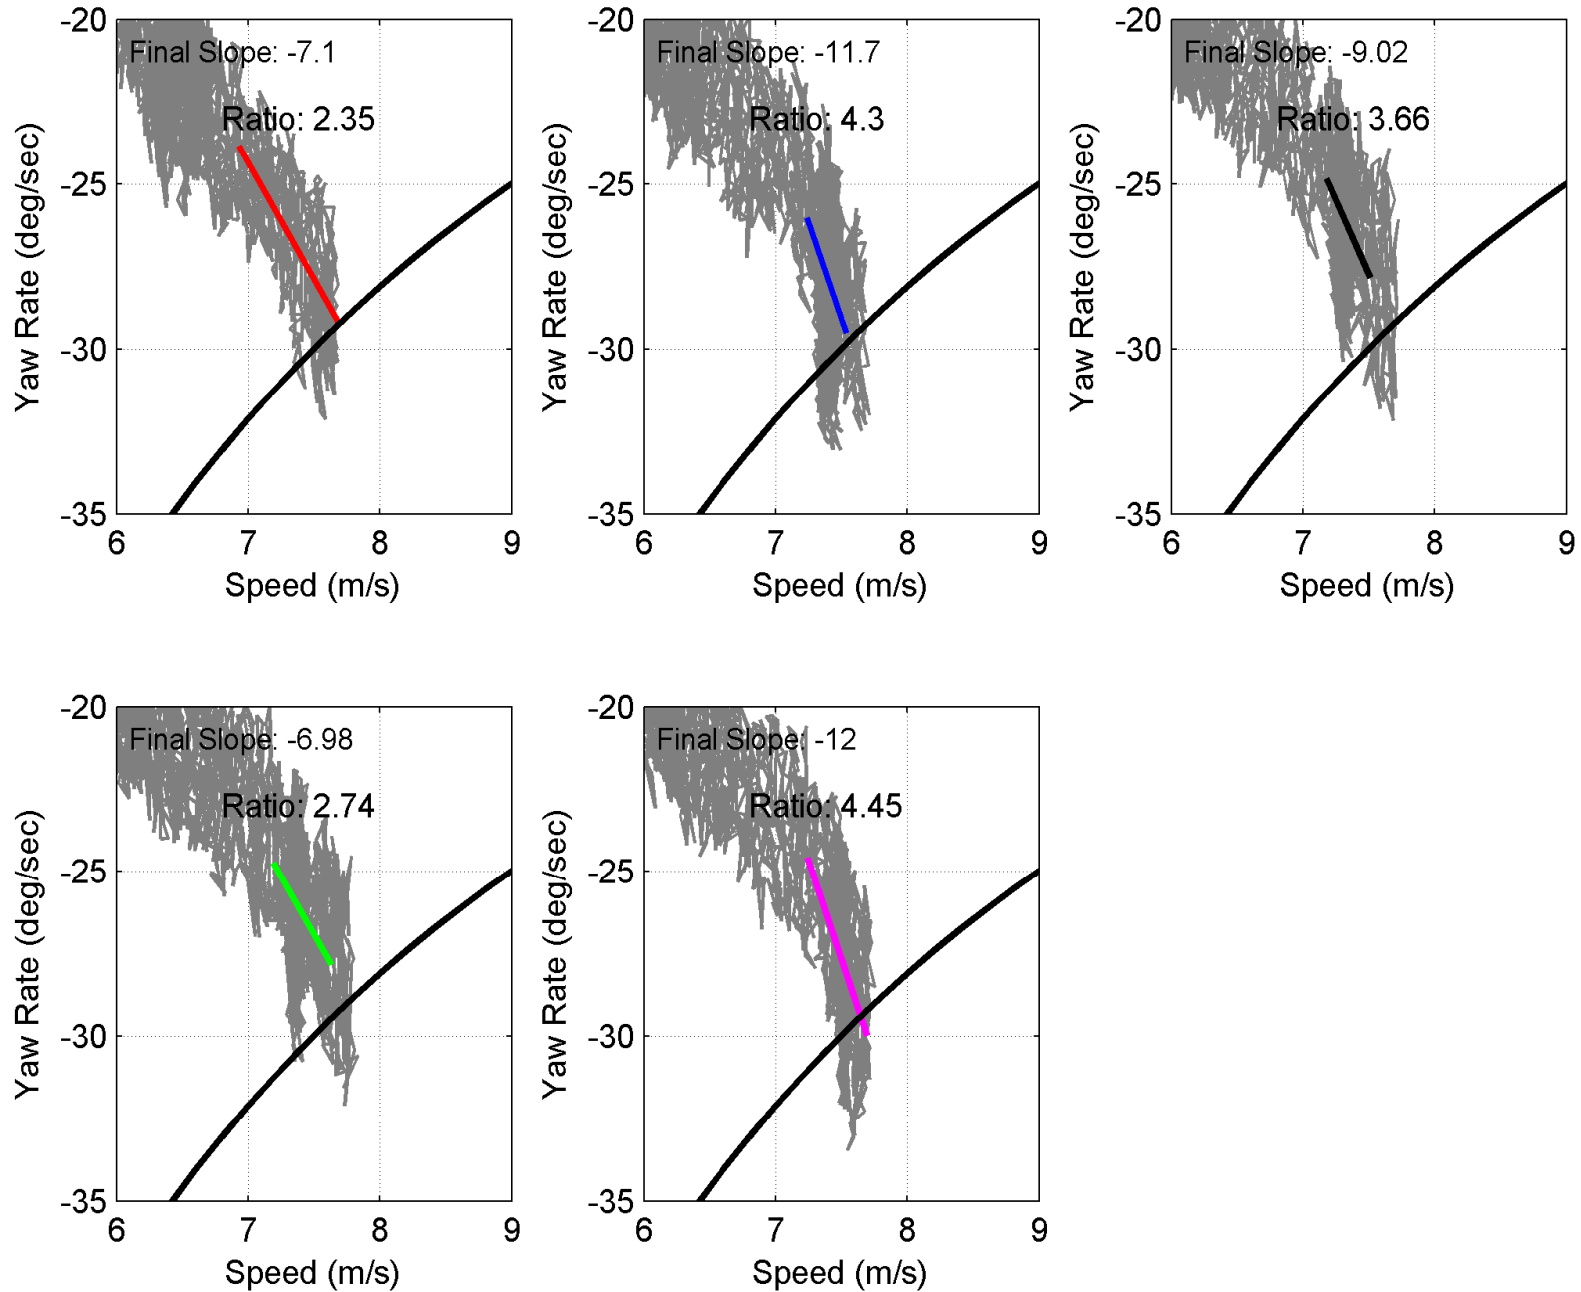 -20
-25
-30
-35
Yaw Rate (deg/sec)
Final Slope: -7.1
Ratio: 2.35
6 7 8 9
Speed (m/s)
-20
-25
-30
-35
Yaw Rate (deg/sec)
Final Slope: -11.7
Ratio: 4.3
6 7 8 9
Speed (m/s)
-20
-25
-30
-35
Yaw Rate (deg/sec)
Final Slope: -9.02
Ratio: 3.66
6 7 8 9
Speed (m/s)
-20
-25
-30
-35
Yaw Rate (deg/sec)
Final Slope: -6.98
Ratio: 2.74
6 7 8 9
Speed (m/s)
-20
-25
-30
-35
Yaw Rate (deg/sec)
Final Slope: -12
Ratio: 4.45
6 7 8 9
Speed (m/s)